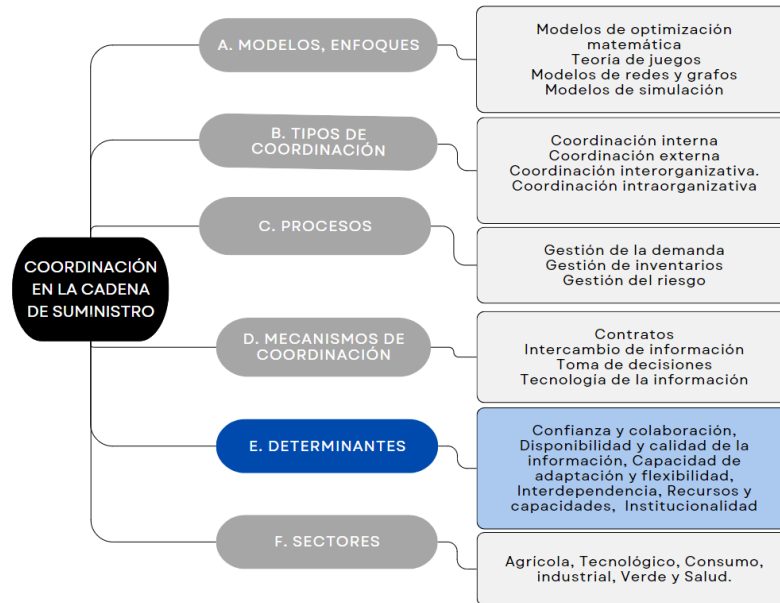 COORDINACIÓN
EN LA CADENA
DE SUMINISTRO
A. MODELOS, ENFOQUES
Modelos de optimización
matemática
Teoría de juegos
Modelos de redes y grafos
Modelos de simulación
B. TIPOS DE
COORDINACIÓN
Coordinación interna
Coordinación externa
Coordinación interorganizativa.
Coordinación intraorganizativa
C. PROCESOS
Gestión de la demanda
Gestión de inventarios
Gestión del riesgo
D. MECANISMOS DE
COORDINACIÓN
Contratos
Intercambio de información
Toma de decisiones
Tecnología de la información
E. DETERMINANTES
Confianza y colaboración,
Disponibilidad y calidad de la
información, Capacidad de
adaptación y flexibilidad,
Interdependencia, Recursos y
capacidades, Institucionalidad
F. SECTORES
Agrícola, Tecnológico, Consumo,
industrial, Verde y Salud.